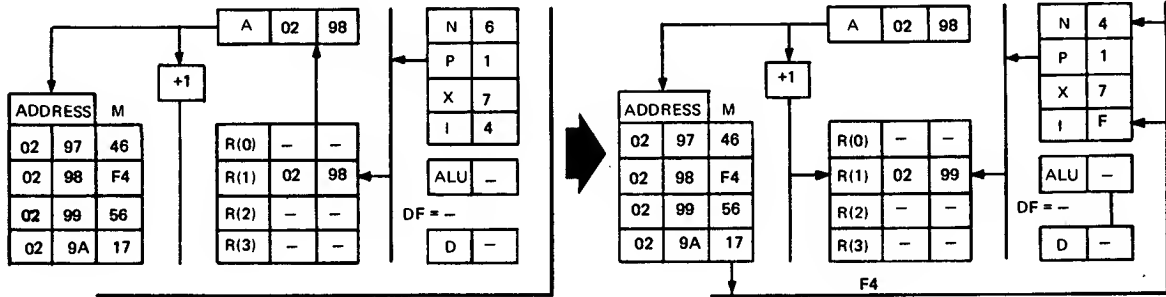 A 02 98
+1
ADDRESS M
02 97 46
02 98 F4
02 99 56
02 9A 17
R(0) – –
R(1) 02 98
R(2) – –
R(3) – –
N 6
P 1
X 7
I 4
ALU –
DF = –
D –
A 02 98
+1
ADDRESS M
02 97 46
02 98 F4
02 99 56
02 9A 17
R(0) – –
R(1) 02 99
R(2) – –
R(3) – –
N 4
P 1
X 7
I F
ALU –
DF = –
D –
F4